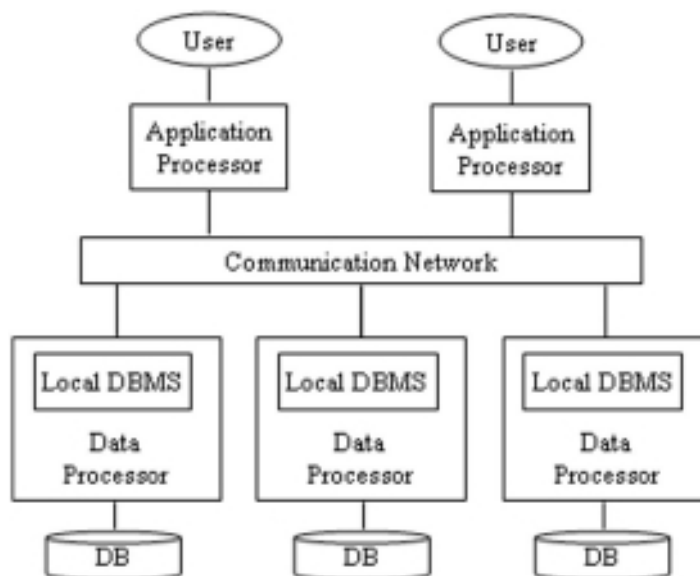 User
User
Application
Processor
Application
Processor
Communication Network
Local DBMS
Data
Processor
Local DBMS
Data
Processor
Local DBMS
Data
Processor
DB
DB
DB